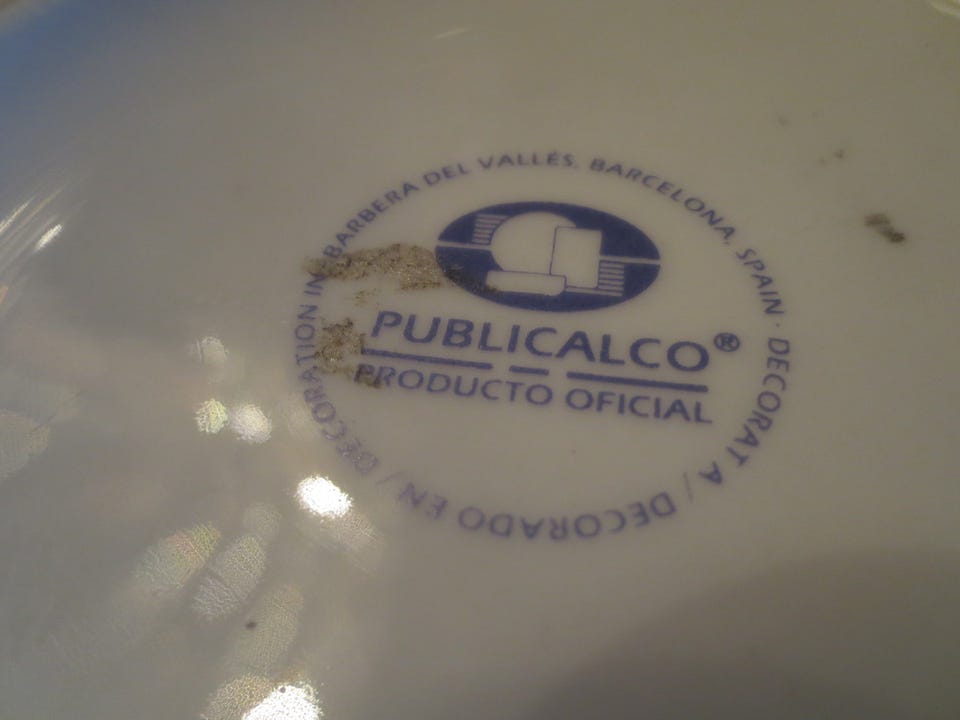 PUBLICALCO®
PRODUCTO OFICIAL
DECORAT A / DECORADO EN / DECORATION IN BARBERA DEL VALLÉS. BARCELONA. SPAIN ·